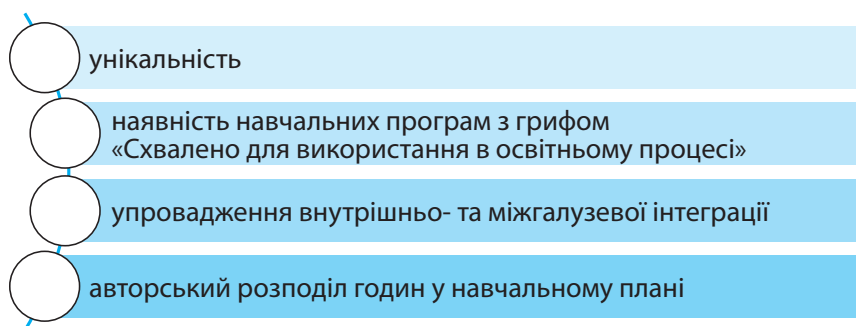 унікальність
наявність навчальних програм з грифом
«Схвалено для використання в освітньому процесі»
упровадження внутрішньо- та міжгалузевої інтеграції
авторський розподіл годин у навчальному плані